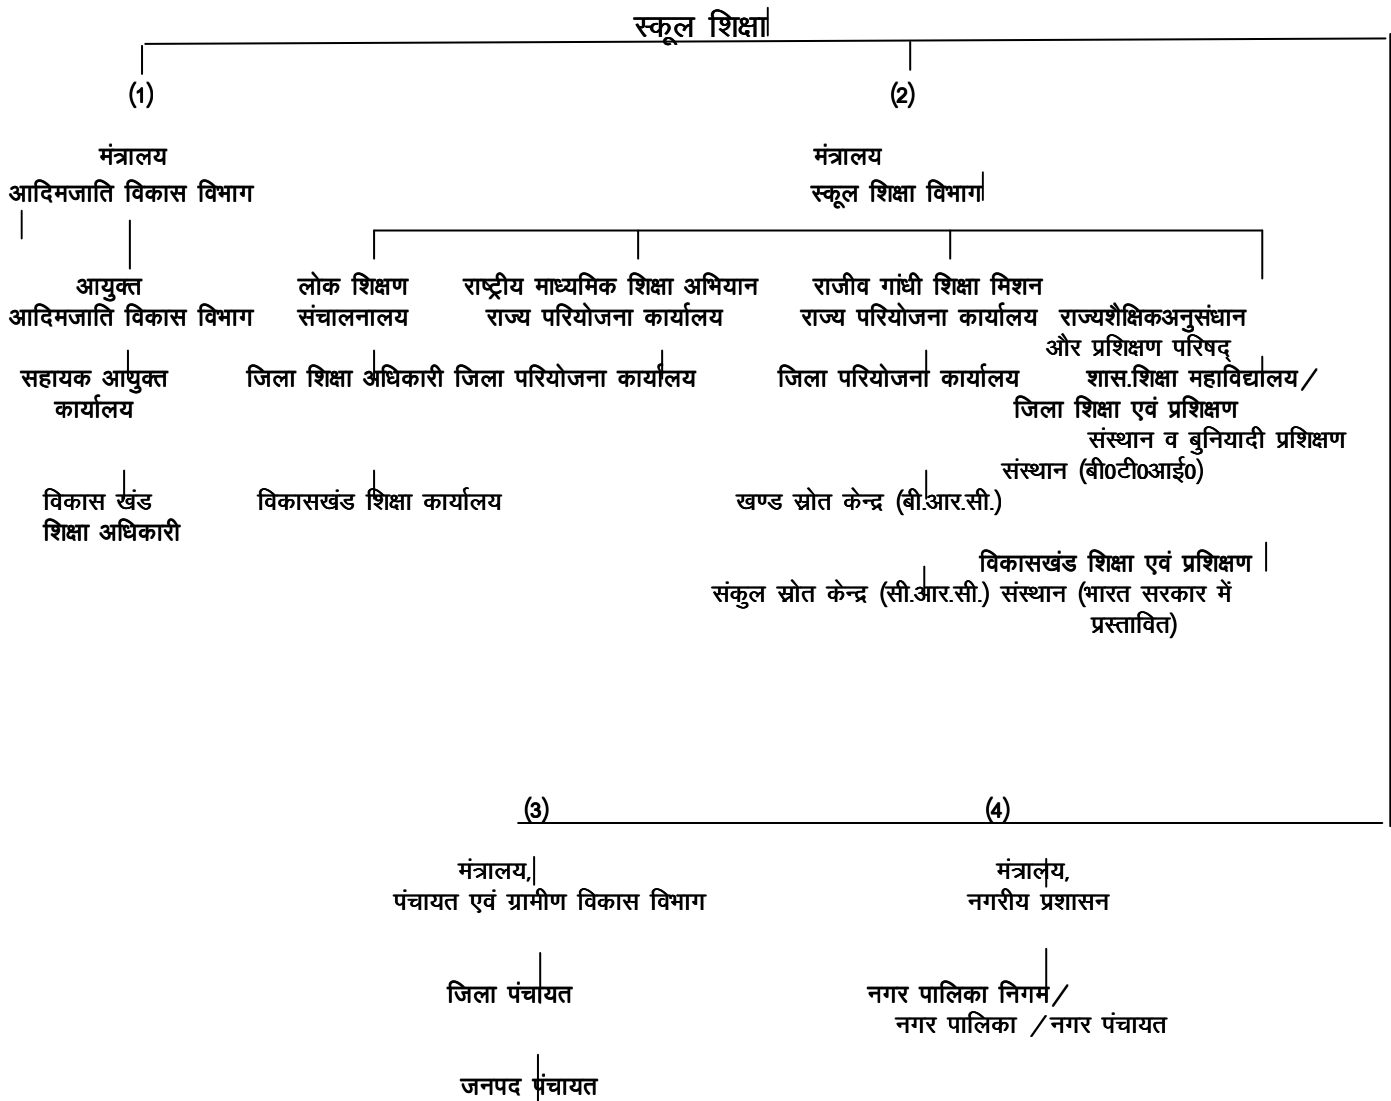 स्कूल शिक्षा
(1)
(2)
मंत्रालय
आदिमजाति विकास विभाग
मंत्रालय
स्कूल शिक्षा विभाग
आयुक्त
आदिमजाति विकास विभाग
सहायक आयुक्त
कार्यालय
विकास खंड
शिक्षा अधिकारी
लोक शिक्षण
संचालनालय
जिला शिक्षा अधिकारी
विकासखंड शिक्षा कार्यालय
राष्ट्रीय माध्यमिक शिक्षा अभियान
राज्य परियोजना कार्यालय
जिला परियोजना कार्यालय
राजीव गांधी शिक्षा मिशन
राज्य परियोजना कार्यालय
जिला परियोजना कार्यालय
खण्ड स्रोत केन्द्र (बी.आर.सी.)
संकुल स्रोत केन्द्र (सी.आर.सी.)
राज्यशैक्षिकअनुसंधान
और प्रशिक्षण परिषद्
शास.शिक्षा महाविद्यालय/
जिला शिक्षा एवं प्रशिक्षण
संस्थान व बुनियादी प्रशिक्षण
संस्थान (बी0टी0आई0)
विकासखंड शिक्षा एवं प्रशिक्षण
संस्थान (भारत सरकार में
प्रस्तावित)
(3)
(4)
मंत्रालय,
पंचायत एवं ग्रामीण विकास विभाग
जिला पंचायत
जनपद पंचायत
मंत्रालय,
नगरीय प्रशासन
नगर पालिका निगम/
नगर पालिका /नगर पंचायत